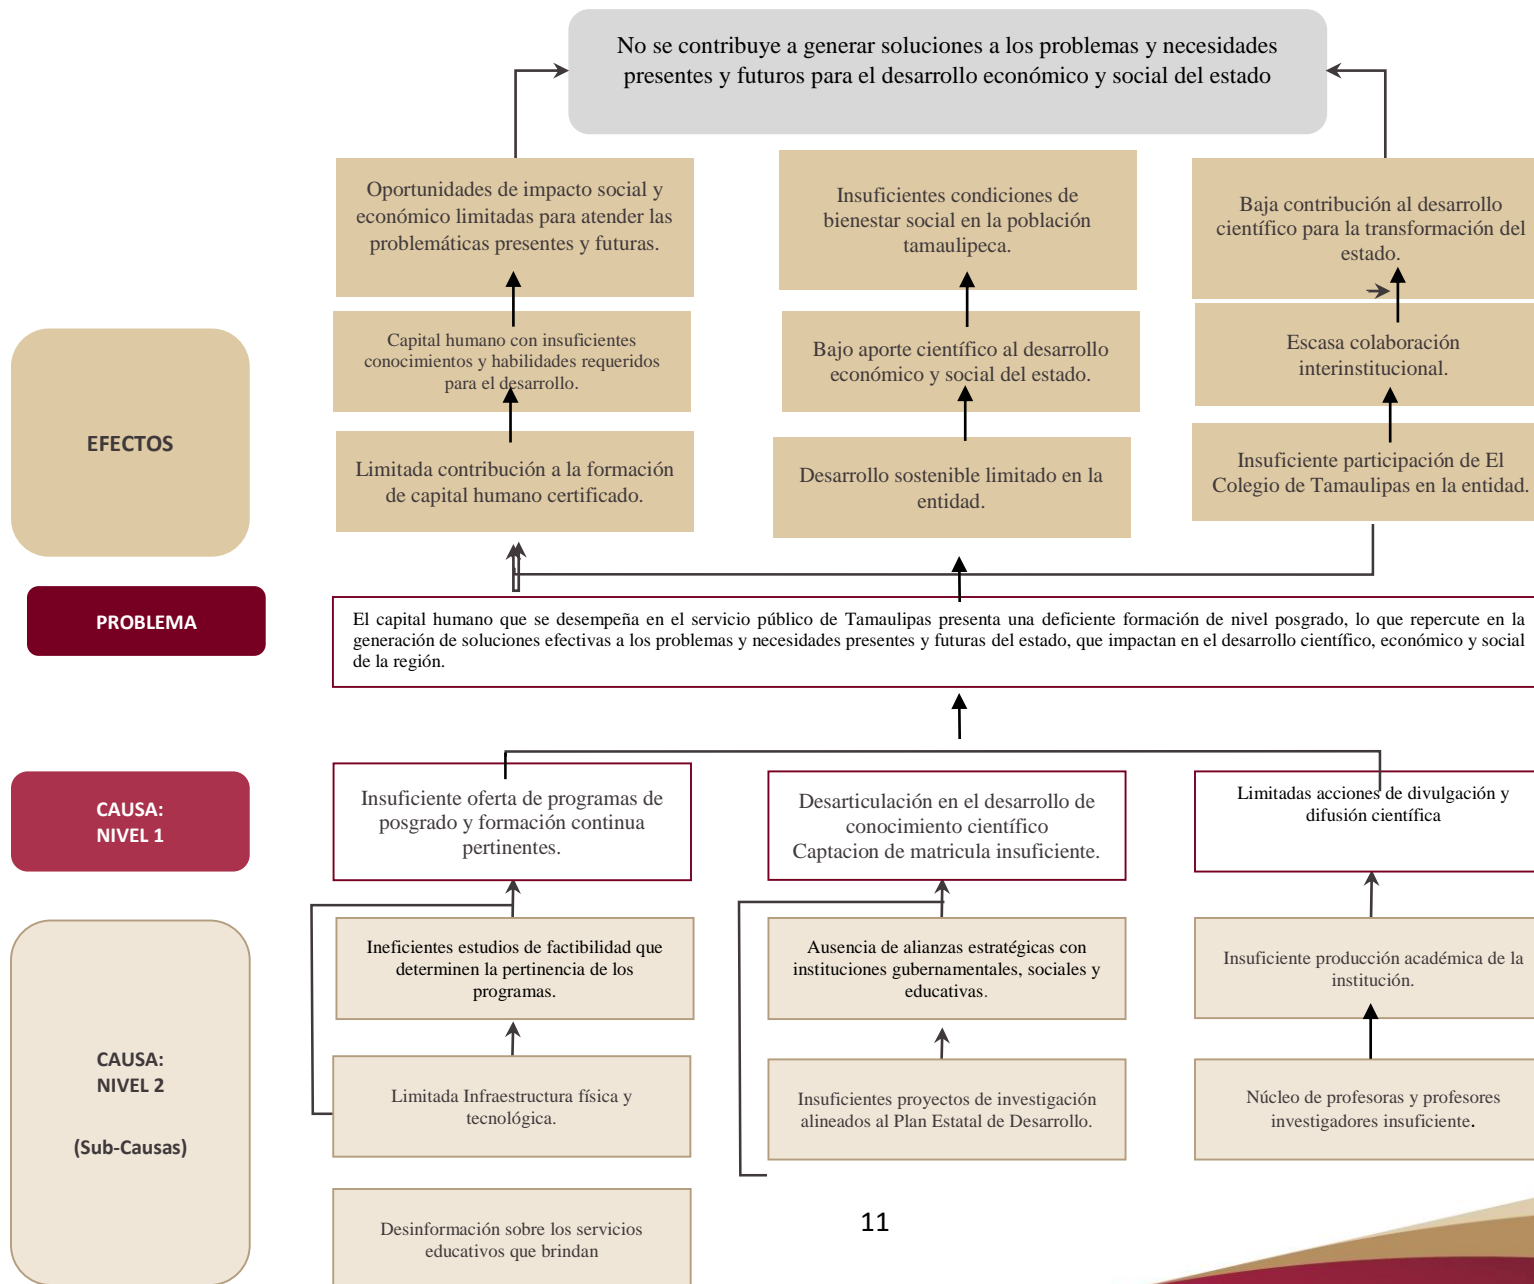 No se contribuye a generar soluciones a los problemas y necesidades
presentes y futuros para el desarrollo económico y social del estado
Oportunidades de impacto social y
económico limitadas para atender las
problemáticas presentes y futuras.
Insuficientes condiciones de
bienestar social en la población
tamaulipeca.
Baja contribución al desarrollo
científico para la transformación del
estado.
Capital humano con insuficientes
conocimientos y habilidades requeridos
para el desarrollo.
Bajo aporte científico al desarrollo
económico y social del estado.
Escasa colaboración
interinstitucional.
EFECTOS
Limitada contribución a la formación
de capital humano certificado.
Desarrollo sostenible limitado en la
entidad.
Insuficiente participación de El
Colegio de Tamaulipas en la entidad.
PROBLEMA
El capital humano que se desempeña en el servicio público de Tamaulipas presenta una deficiente formación de nivel posgrado, lo que repercute en la
generación de soluciones efectivas a los problemas y necesidades presentes y futuras del estado, que impactan en el desarrollo científico, económico y social
de la región.
CAUSA:
NIVEL 1
Insuficiente oferta de programas de
posgrado y formación continua
pertinentes.
Desarticulación en el desarrollo de
conocimiento científico
Captacion de matricula insuficiente.
Limitadas acciones de divulgación y
difusión científica
Ineficientes estudios de factibilidad que
determinen la pertinencia de los
programas.
Ausencia de alianzas estratégicas con
instituciones gubernamentales, sociales y
educativas.
Insuficiente producción académica de la
institución.
CAUSA:
NIVEL 2
(Sub-Causas)
Limitada Infraestructura física y
tecnológica.
Insuficientes proyectos de investigación
alineados al Plan Estatal de Desarrollo.
Núcleo de profesoras y profesores
investigadores insuficiente.
Desinformación sobre los servicios
educativos que brindan
11